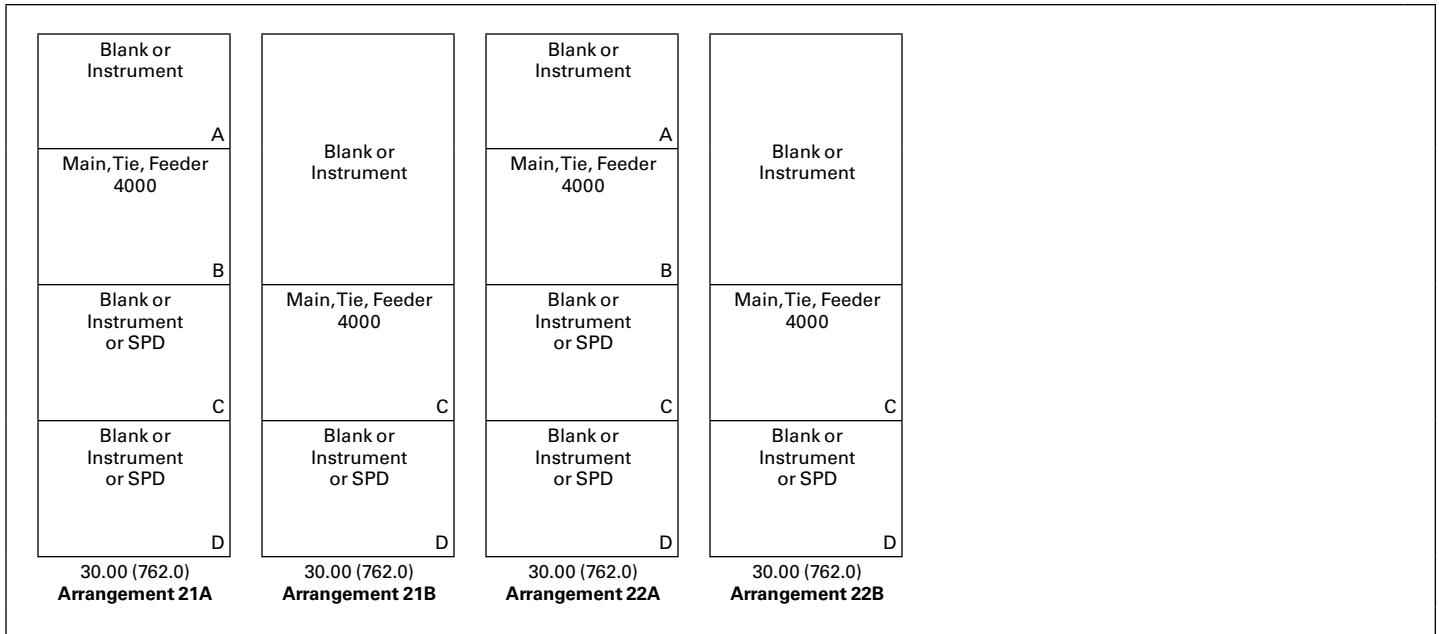 Blank or
Instrument
A
Main, Tie, Feeder
4000
B
Blank or
Instrument
or SPD
C
Blank or
Instrument
or SPD
D
30.00 (762.0)
Arrangement 21A
Blank or
Instrument
Main, Tie, Feeder
4000
C
Blank or
Instrument
or SPD
D
30.00 (762.0)
Arrangement 21B
Blank or
Instrument
A
Main, Tie, Feeder
4000
B
Blank or
Instrument
or SPD
C
Blank or
Instrument
or SPD
D
30.00 (762.0)
Arrangement 22A
Blank or
Instrument
Main, Tie, Feeder
4000
C
Blank or
Instrument
or SPD
D
30.00 (762.0)
Arrangement 22B